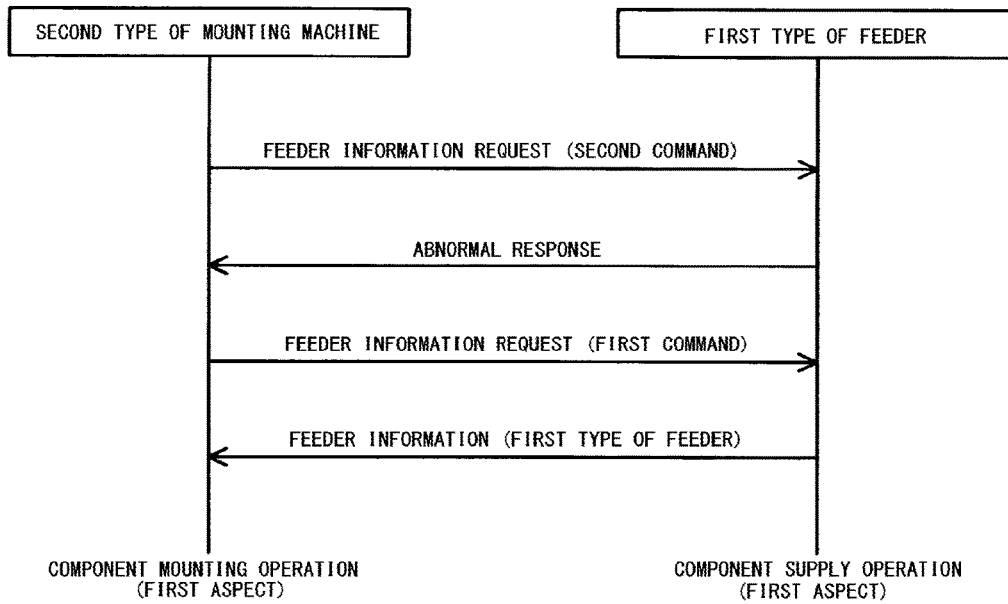 SECOND TYPE OF MOUNTING MACHINE
FIRST TYPE OF FEEDER
FEEDER INFORMATION REQUEST (SECOND COMMAND)
ABNORMAL RESPONSE
FEEDER INFORMATION REQUEST (FIRST COMMAND)
FEEDER INFORMATION (FIRST TYPE OF FEEDER)
COMPONENT MOUNTING OPERATION
(FIRST ASPECT)
COMPONENT SUPPLY OPERATION
(FIRST ASPECT)